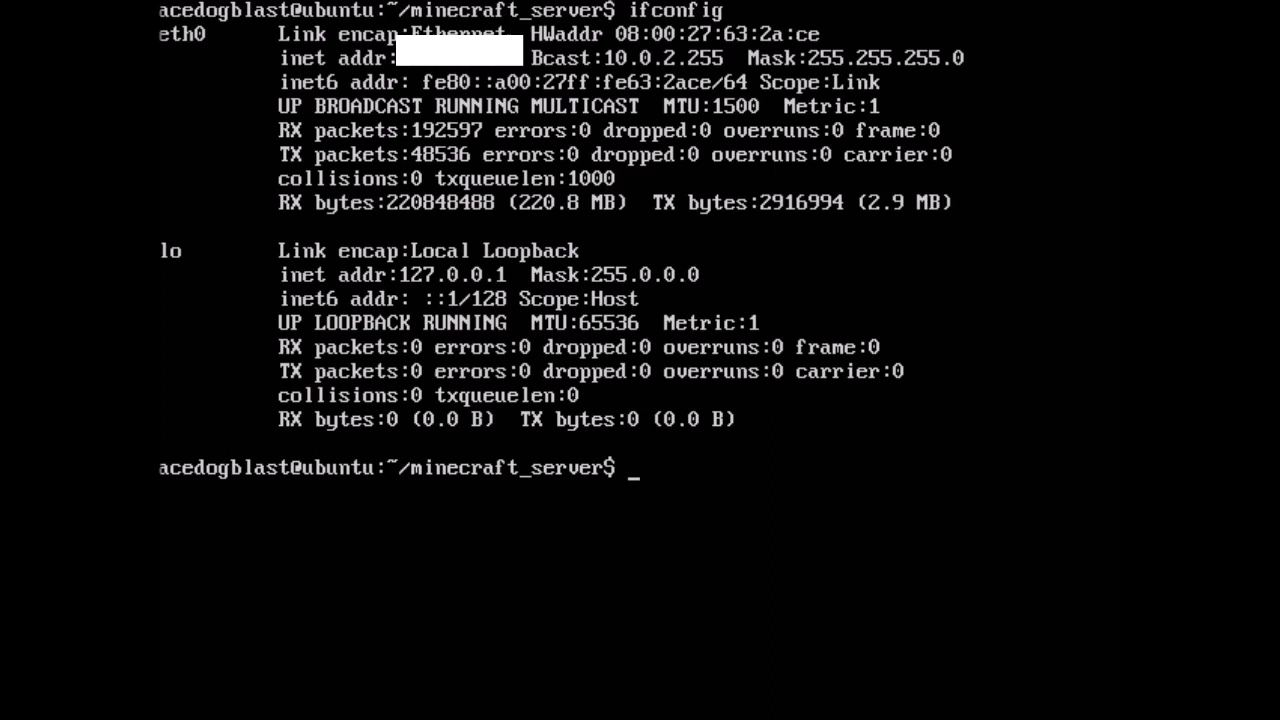 acedogblast@ubuntu:~/minecraft_server$ ifconfig
eth0 Link encap:Ethernet HWaddr 08:00:27:63:2a:ce
inet addr: Bcast:10.0.2.255 Mask:255.255.255.0
inet6 addr: fe80::a00:27ff:fe63:2ace/64 Scope:Link
UP BROADCAST RUNNING MULTICAST MTU:1500 Metric:1
RX packets:192597 errors:0 dropped:0 overruns:0 frame:0
TX packets:48536 errors:0 dropped:0 overruns:0 carrier:0
collisions:0 txqueuelen:1000
RX bytes:220848488 (220.8 MB) TX bytes:2916994 (2.9 MB)
lo Link encap:Local Loopback
inet addr:127.0.0.1 Mask:255.0.0.0
inet6 addr: ::1/128 Scope:Host
UP LOOPBACK RUNNING MTU:65536 Metric:1
RX packets:0 errors:0 dropped:0 overruns:0 frame:0
TX packets:0 errors:0 dropped:0 overruns:0 carrier:0
collisions:0 txqueuelen:0
RX bytes:0 (0.0 B) TX bytes:0 (0.0 B)
acedogblast@ubuntu:~/minecraft_server$ _